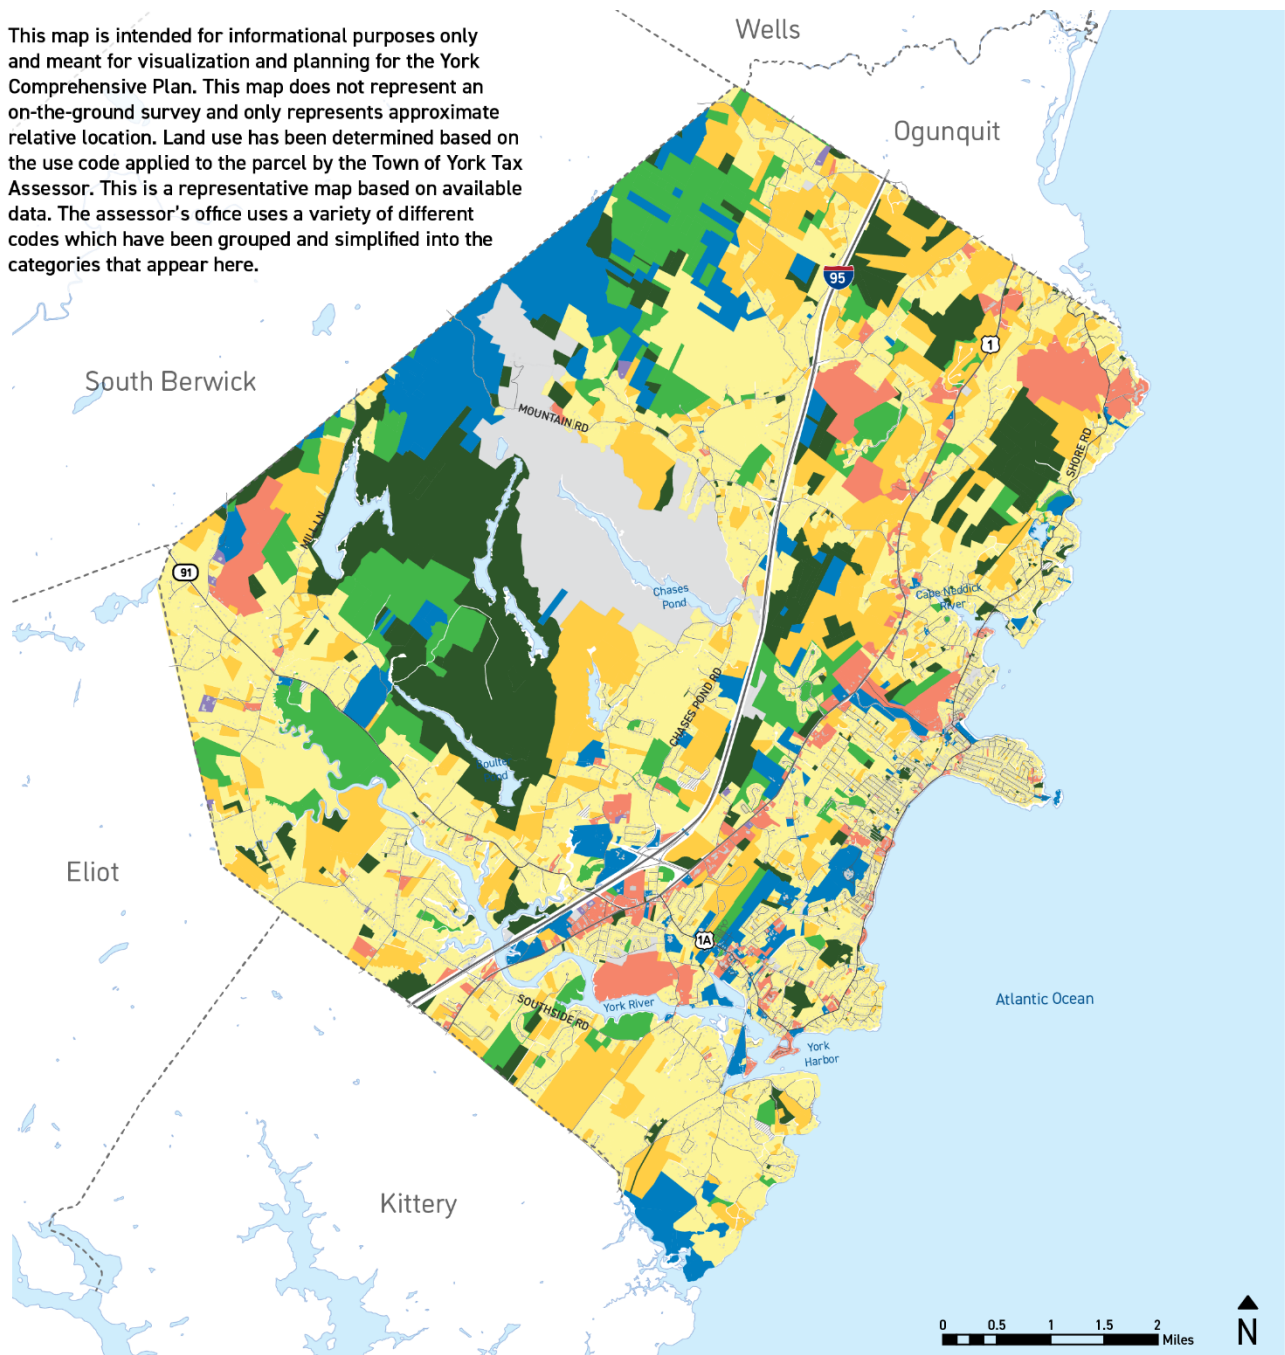 This map is intended for informational purposes only
and meant for visualization and planning for the York
Comprehensive Plan. This map does not represent an
on-the-ground survey and only represents approximate
relative location. Land use has been determined based on
the use code applied to the parcel by the Town of York Tax
Assessor. This is a representative map based on available
data. The assessor's office uses a variety of different
codes which have been grouped and simplified into the
categories that appear here.
Wells
Ogunquit
95
1
South Berwick
MOUNTAIN RD
SHORE RD
MILL LN
91
Chases
Pond
Cape Neddick
River
CHASES POND RD
Boulter
Pond
Eliot
1A
SOUTHSIDE RD
York River
York
Harbor
Atlantic Ocean
Kittery
0 0.5 1 1.5 2
Miles
N